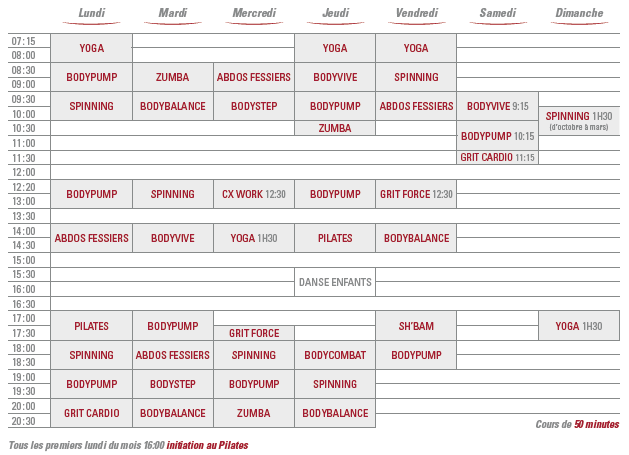 Lundi Mardi Mercredi Jeudi Vendredi Samedi Dimanche
07:15
YOGA YOGA YOGA
08:00
08:30
BODYPUMP ZUMBA ABDOS FESSIERS BODYVIVE SPINNING
09:00
09:30
SPINNING BODYBALANCE BODYSTEP BODYPUMP ABDOS FESSIERS BODYVIVE 9:15
10:00
SPINNING 1H30
(d'octobre à mars)
10:30
ZUMBA
BODYPUMP 10:15
11:00
11:30
GRIT CARDIO 11:15
12:00
12:20
BODYPUMP SPINNING CX WORK 12:30 BODYPUMP GRIT FORCE 12:30
13:00
13:30
14:00
ABDOS FESSIERS BODYVIVE YOGA 1H30 PILATES BODYBALANCE
14:30
15:00
15:30
DANSE ENFANTS
16:00
16:30
17:00
PILATES BODYPUMP SH'BAM YOGA 1H30
17:30
GRIT FORCE
18:00
SPINNING ABDOS FESSIERS SPINNING BODYCOMBAT BODYPUMP
18:30
19:00
BODYPUMP BODYSTEP BODYPUMP SPINNING
19:30
20:00
GRIT CARDIO BODYBALANCE ZUMBA BODYBALANCE
20:30
Cours de 50 minutes
Tous les premiers lundi du mois 16:00 initiation au Pilates